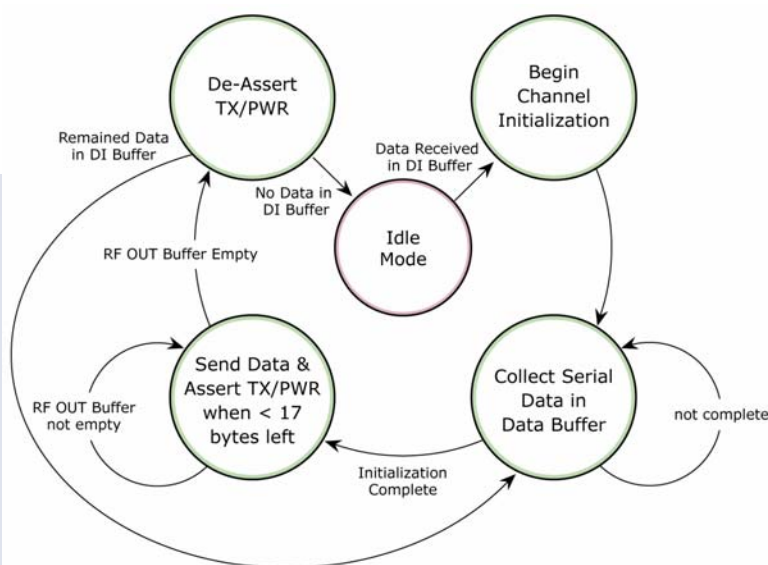 De-Assert
TX/PWR
Begin
Channel
Initialization
Remained Data
in DI Buffer
Data Received
in DI Buffer
No Data in
DI Buffer
Idle
Mode
RF OUT Buffer Empty
Send Data &
Assert TX/PWR
when < 17
bytes left
Collect Serial
Data in
Data Buffer
RF OUT Buffer
not empty
not complete
Initialization
Complete